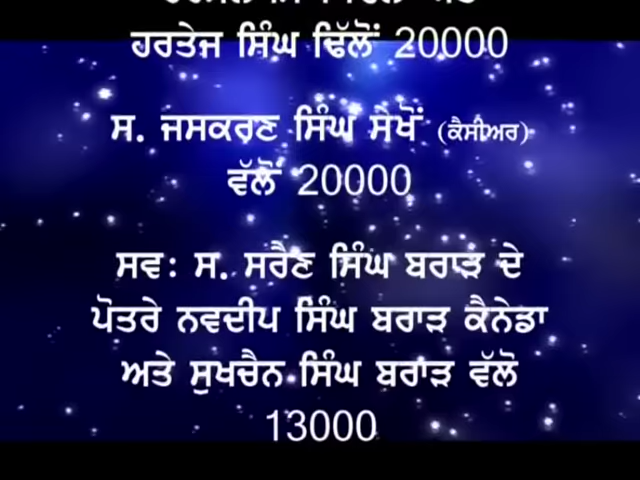 ਹਰਤੇਜ ਸਿੰਘ ਢਿੱਲੋਂ 20000
ਸ. ਜਸਕਰਣ ਸਿੰਘ ਸੇਖੋਂ (ਕੈਸੀਅਰ)
ਵੱਲੋਂ 20000
ਸਵ: ਸ. ਸਰੈਣ ਸਿੰਘ ਬਰਾੜ ਦੇ
ਪੋਤਰੇ ਨਵਦੀਪ ਸਿੰਘ ਬਰਾੜ ਕੈਨੇਡਾ
ਅਤੇ ਸੁਖਚੈਨ ਸਿੰਘ ਬਰਾੜ ਵੱਲੋ
13000